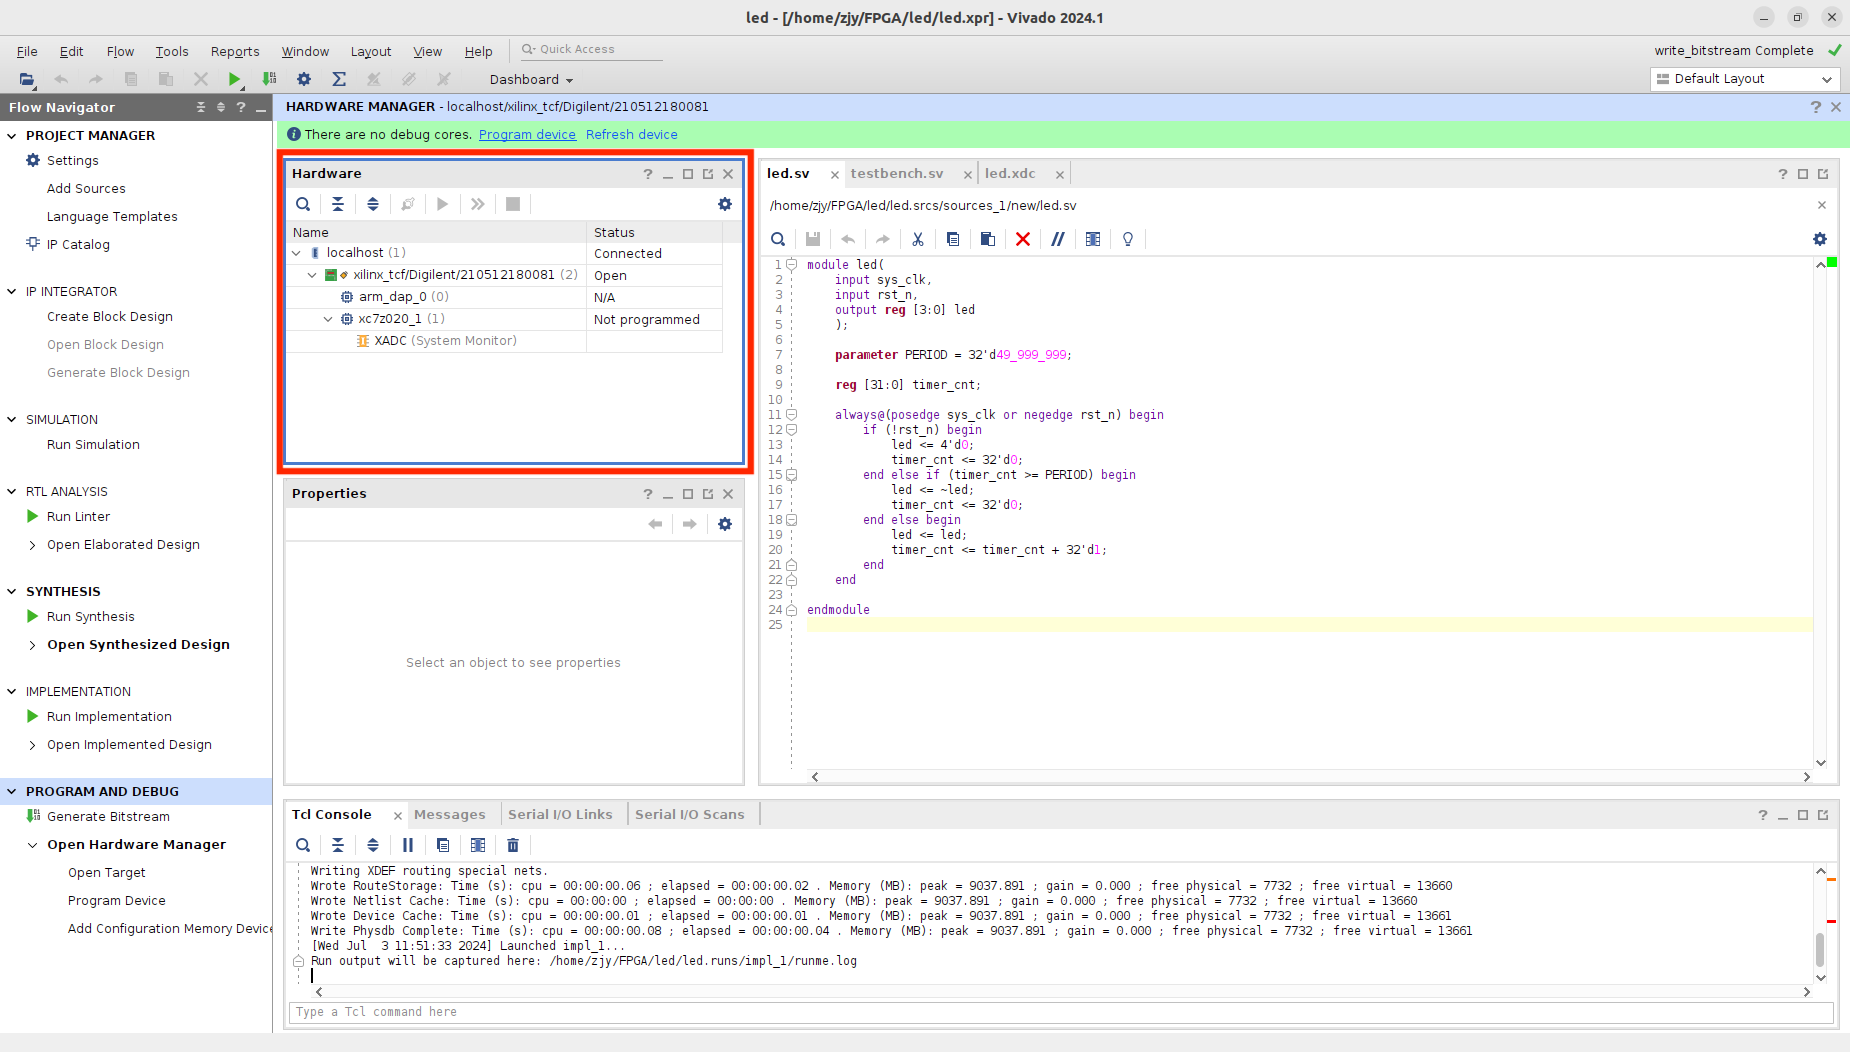 led - [/home/zjy/FPGA/led/led.xpr] - Vivado 2024.1
File Edit Flow Tools Reports Window Layout View Help Quick Access
write_bitstream Complete
Dashboard
Default Layout
Flow Navigator
PROJECT MANAGER
Settings
Add Sources
Language Templates
IP Catalog
IP INTEGRATOR
Create Block Design
Open Block Design
Generate Block Design
SIMULATION
Run Simulation
RTL ANALYSIS
Run Linter
Open Elaborated Design
SYNTHESIS
Run Synthesis
Open Synthesized Design
IMPLEMENTATION
Run Implementation
Open Implemented Design
PROGRAM AND DEBUG
Generate Bitstream
Open Hardware Manager
Open Target
Program Device
Add Configuration Memory Device
HARDWARE MANAGER - localhost/xilinx_tcf/Digilent/210512180081
There are no debug cores. Program device Refresh device
Hardware
Name Status
localhost (1) Connected
xilinx_tcf/Digilent/210512180081 (2) Open
arm_dap_0 (0) N/A
xc7z020_1 (1) Not programmed
XADC (System Monitor)
Properties
Select an object to see properties
led.sv testbench.sv led.xdc
/home/zjy/FPGA/led/led.srcs/sources_1/new/led.sv
1 module led(
2 input sys_clk,
3 input rst_n,
4 output reg [3:0] led
5 );
6
7 parameter PERIOD = 32'd49_999_999;
8
9 reg [31:0] timer_cnt;
10
11 always@(posedge sys_clk or negedge rst_n) begin
12 if (!rst_n) begin
13 led <= 4'd0;
14 timer_cnt <= 32'd0;
15 end else if (timer_cnt >= PERIOD) begin
16 led <= ~led;
17 timer_cnt <= 32'd0;
18 end else begin
19 led <= led;
20 timer_cnt <= timer_cnt + 32'd1;
21 end
22 end
23
24 endmodule
25
Tcl Console Messages Serial I/O Links Serial I/O Scans
Writing XDEF routing special nets.
Wrote RouteStorage: Time (s): cpu = 00:00:00.06 ; elapsed = 00:00:00.02 . Memory (MB): peak = 9037.891 ; gain = 0.000 ; free physical = 7732 ; free virtual = 13660
Wrote Netlist Cache: Time (s): cpu = 00:00:00 ; elapsed = 00:00:00 . Memory (MB): peak = 9037.891 ; gain = 0.000 ; free physical = 7732 ; free virtual = 13660
Wrote Device Cache: Time (s): cpu = 00:00:00.01 ; elapsed = 00:00:00.01 . Memory (MB): peak = 9037.891 ; gain = 0.000 ; free physical = 7732 ; free virtual = 13661
Write Physdb Complete: Time (s): cpu = 00:00:00.08 ; elapsed = 00:00:00.04 . Memory (MB): peak = 9037.891 ; gain = 0.000 ; free physical = 7732 ; free virtual = 13661
[Wed Jul  3 11:51:33 2024] Launched impl_1...
Run output will be captured here: /home/zjy/FPGA/led/led.runs/impl_1/runme.log
Type a Tcl command here